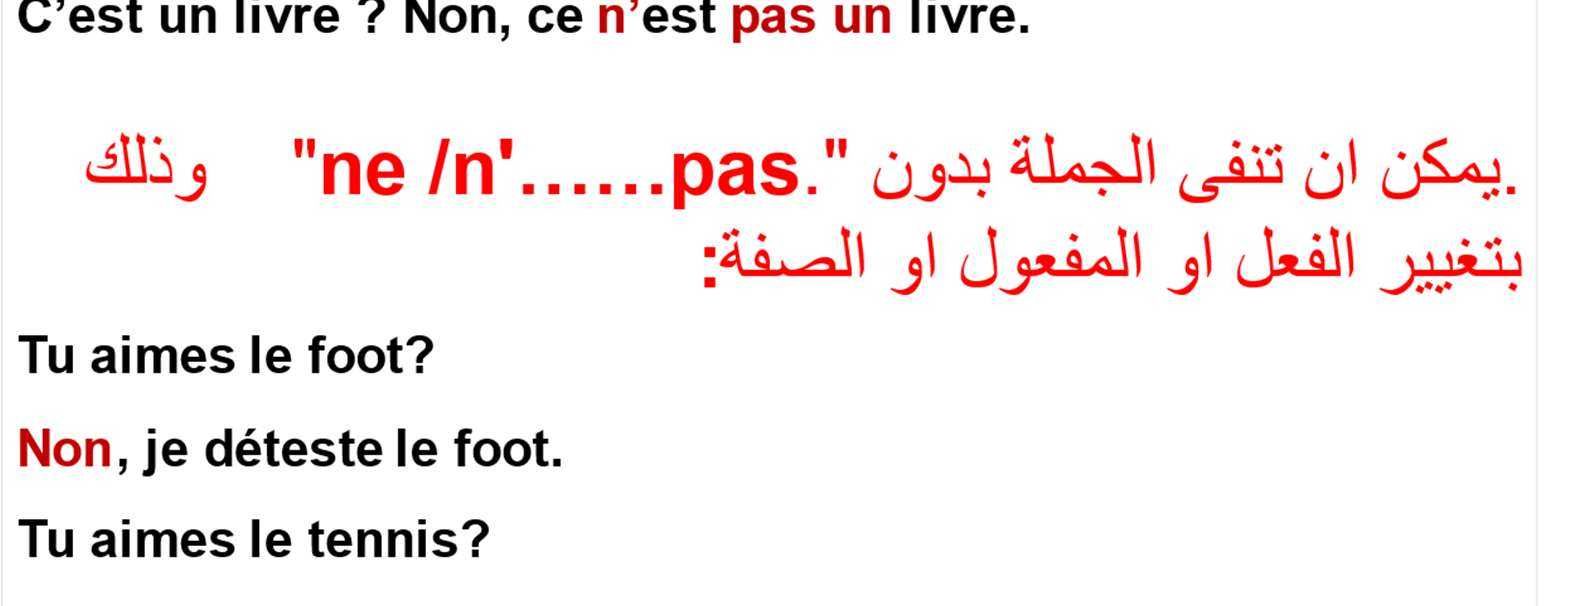 C’est un livre ? Non, ce n’est pas un livre.
.يمكن ان تنفى الجملة بدون "ne /n'......pas." وذلك
بتغيير الفعل او المفعول او الصفة:
Tu aimes le foot?
Non, je déteste le foot.
Tu aimes le tennis?